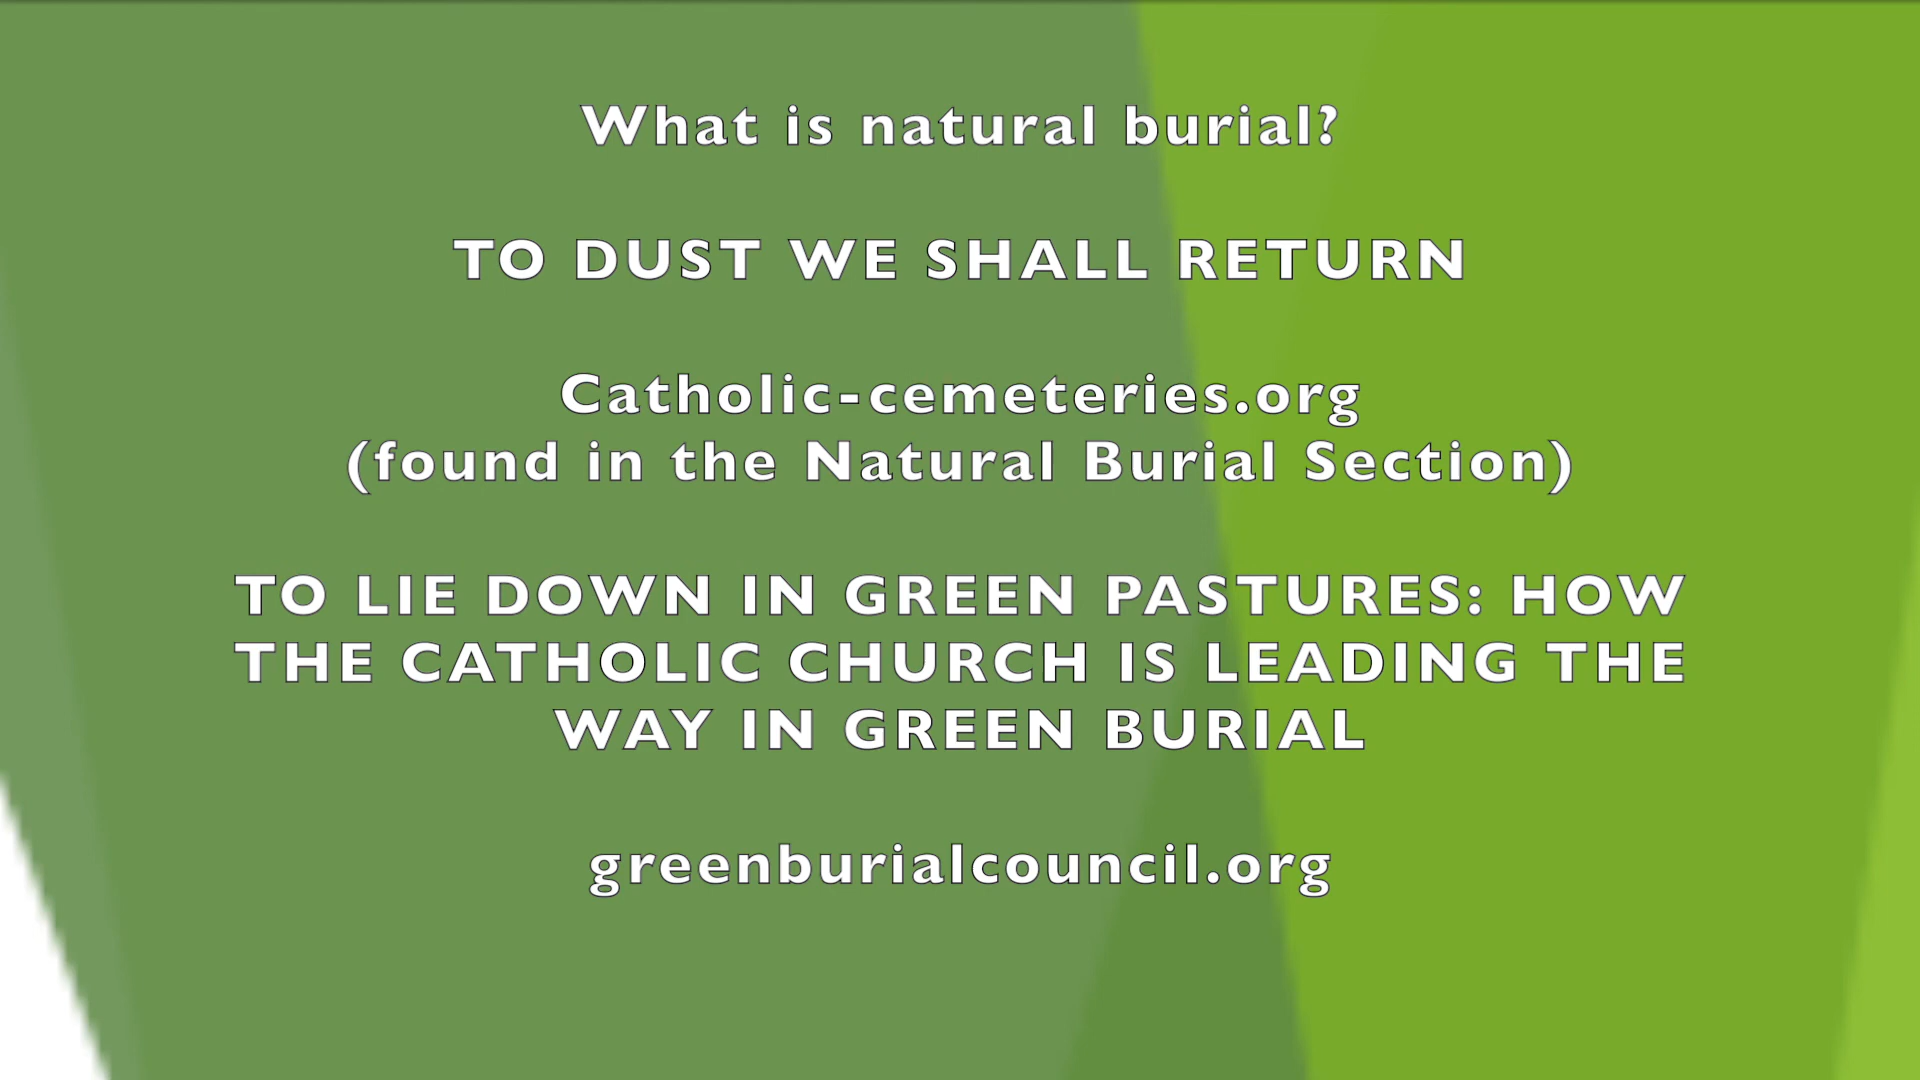 What is natural burial?
TO DUST WE SHALL RETURN
Catholic-cemeteries.org
(found in the Natural Burial Section)
TO LIE DOWN IN GREEN PASTURES: HOW
THE CATHOLIC CHURCH IS LEADING THE
WAY IN GREEN BURIAL
greenburialcouncil.org